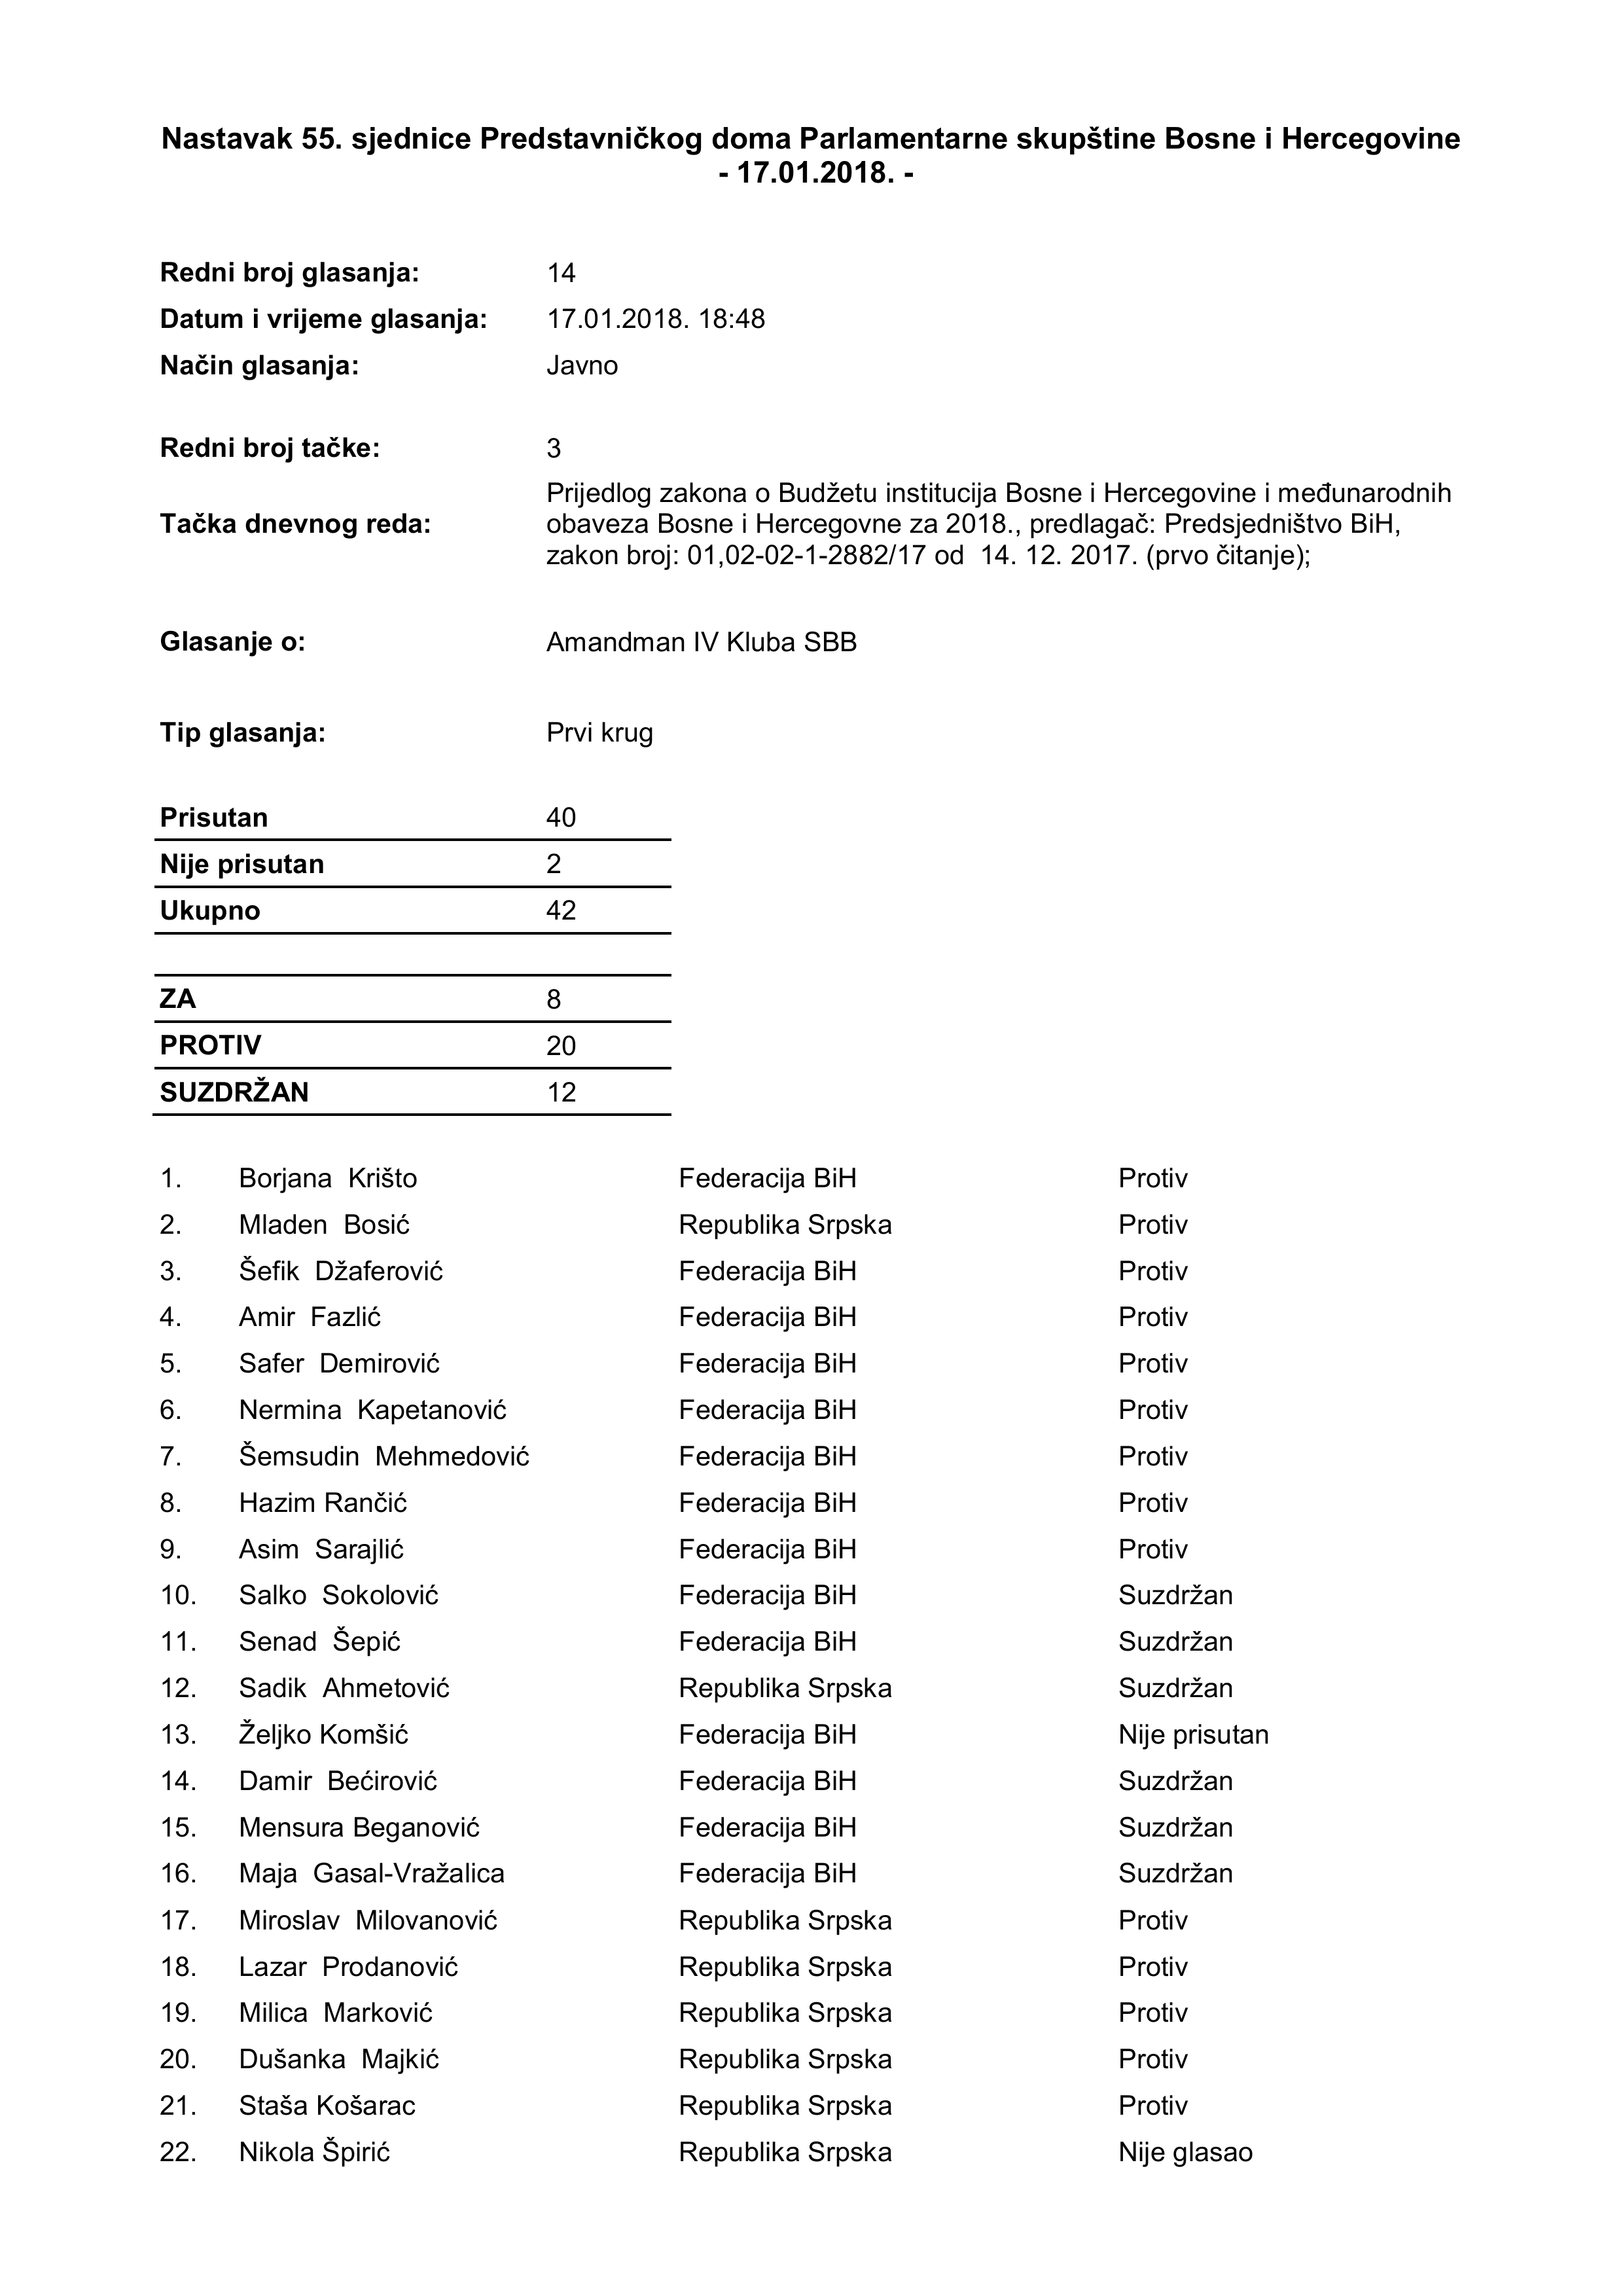 Nastavak 55. sjednice Predstavničkog doma Parlamentarne skupštine Bosne i Hercegovine
- 17.01.2018. -
Redni broj glasanja: 14
Datum i vrijeme glasanja: 17.01.2018. 18:48
Način glasanja: Javno
Redni broj tačke: 3
Prijedlog zakona o Budžetu institucija Bosne i Hercegovine i međunarodnih
Tačka dnevnog reda: obaveza Bosne i Hercegovne za 2018., predlagač: Predsjedništvo BiH,
zakon broj: 01,02-02-1-2882/17 od  14. 12. 2017. (prvo čitanje);
Glasanje o: Amandman IV Kluba SBB
Tip glasanja: Prvi krug
Prisutan 40
Nije prisutan 2
Ukupno 42
ZA 8
PROTIV 20
SUZDRŽAN 12
1. Borjana  Krišto Federacija BiH Protiv
2. Mladen  Bosić Republika Srpska Protiv
3. Šefik  Džaferović Federacija BiH Protiv
4. Amir  Fazlić Federacija BiH Protiv
5. Safer  Demirović Federacija BiH Protiv
6. Nermina  Kapetanović Federacija BiH Protiv
7. Šemsudin  Mehmedović Federacija BiH Protiv
8. Hazim Rančić Federacija BiH Protiv
9. Asim  Sarajlić Federacija BiH Protiv
10. Salko  Sokolović Federacija BiH Suzdržan
11. Senad  Šepić Federacija BiH Suzdržan
12. Sadik  Ahmetović Republika Srpska Suzdržan
13. Željko Komšić Federacija BiH Nije prisutan
14. Damir  Bećirović Federacija BiH Suzdržan
15. Mensura Beganović Federacija BiH Suzdržan
16. Maja  Gasal-Vražalica Federacija BiH Suzdržan
17. Miroslav  Milovanović Republika Srpska Protiv
18. Lazar  Prodanović Republika Srpska Protiv
19. Milica  Marković Republika Srpska Protiv
20. Dušanka  Majkić Republika Srpska Protiv
21. Staša Košarac Republika Srpska Protiv
22. Nikola Špirić Republika Srpska Nije glasao